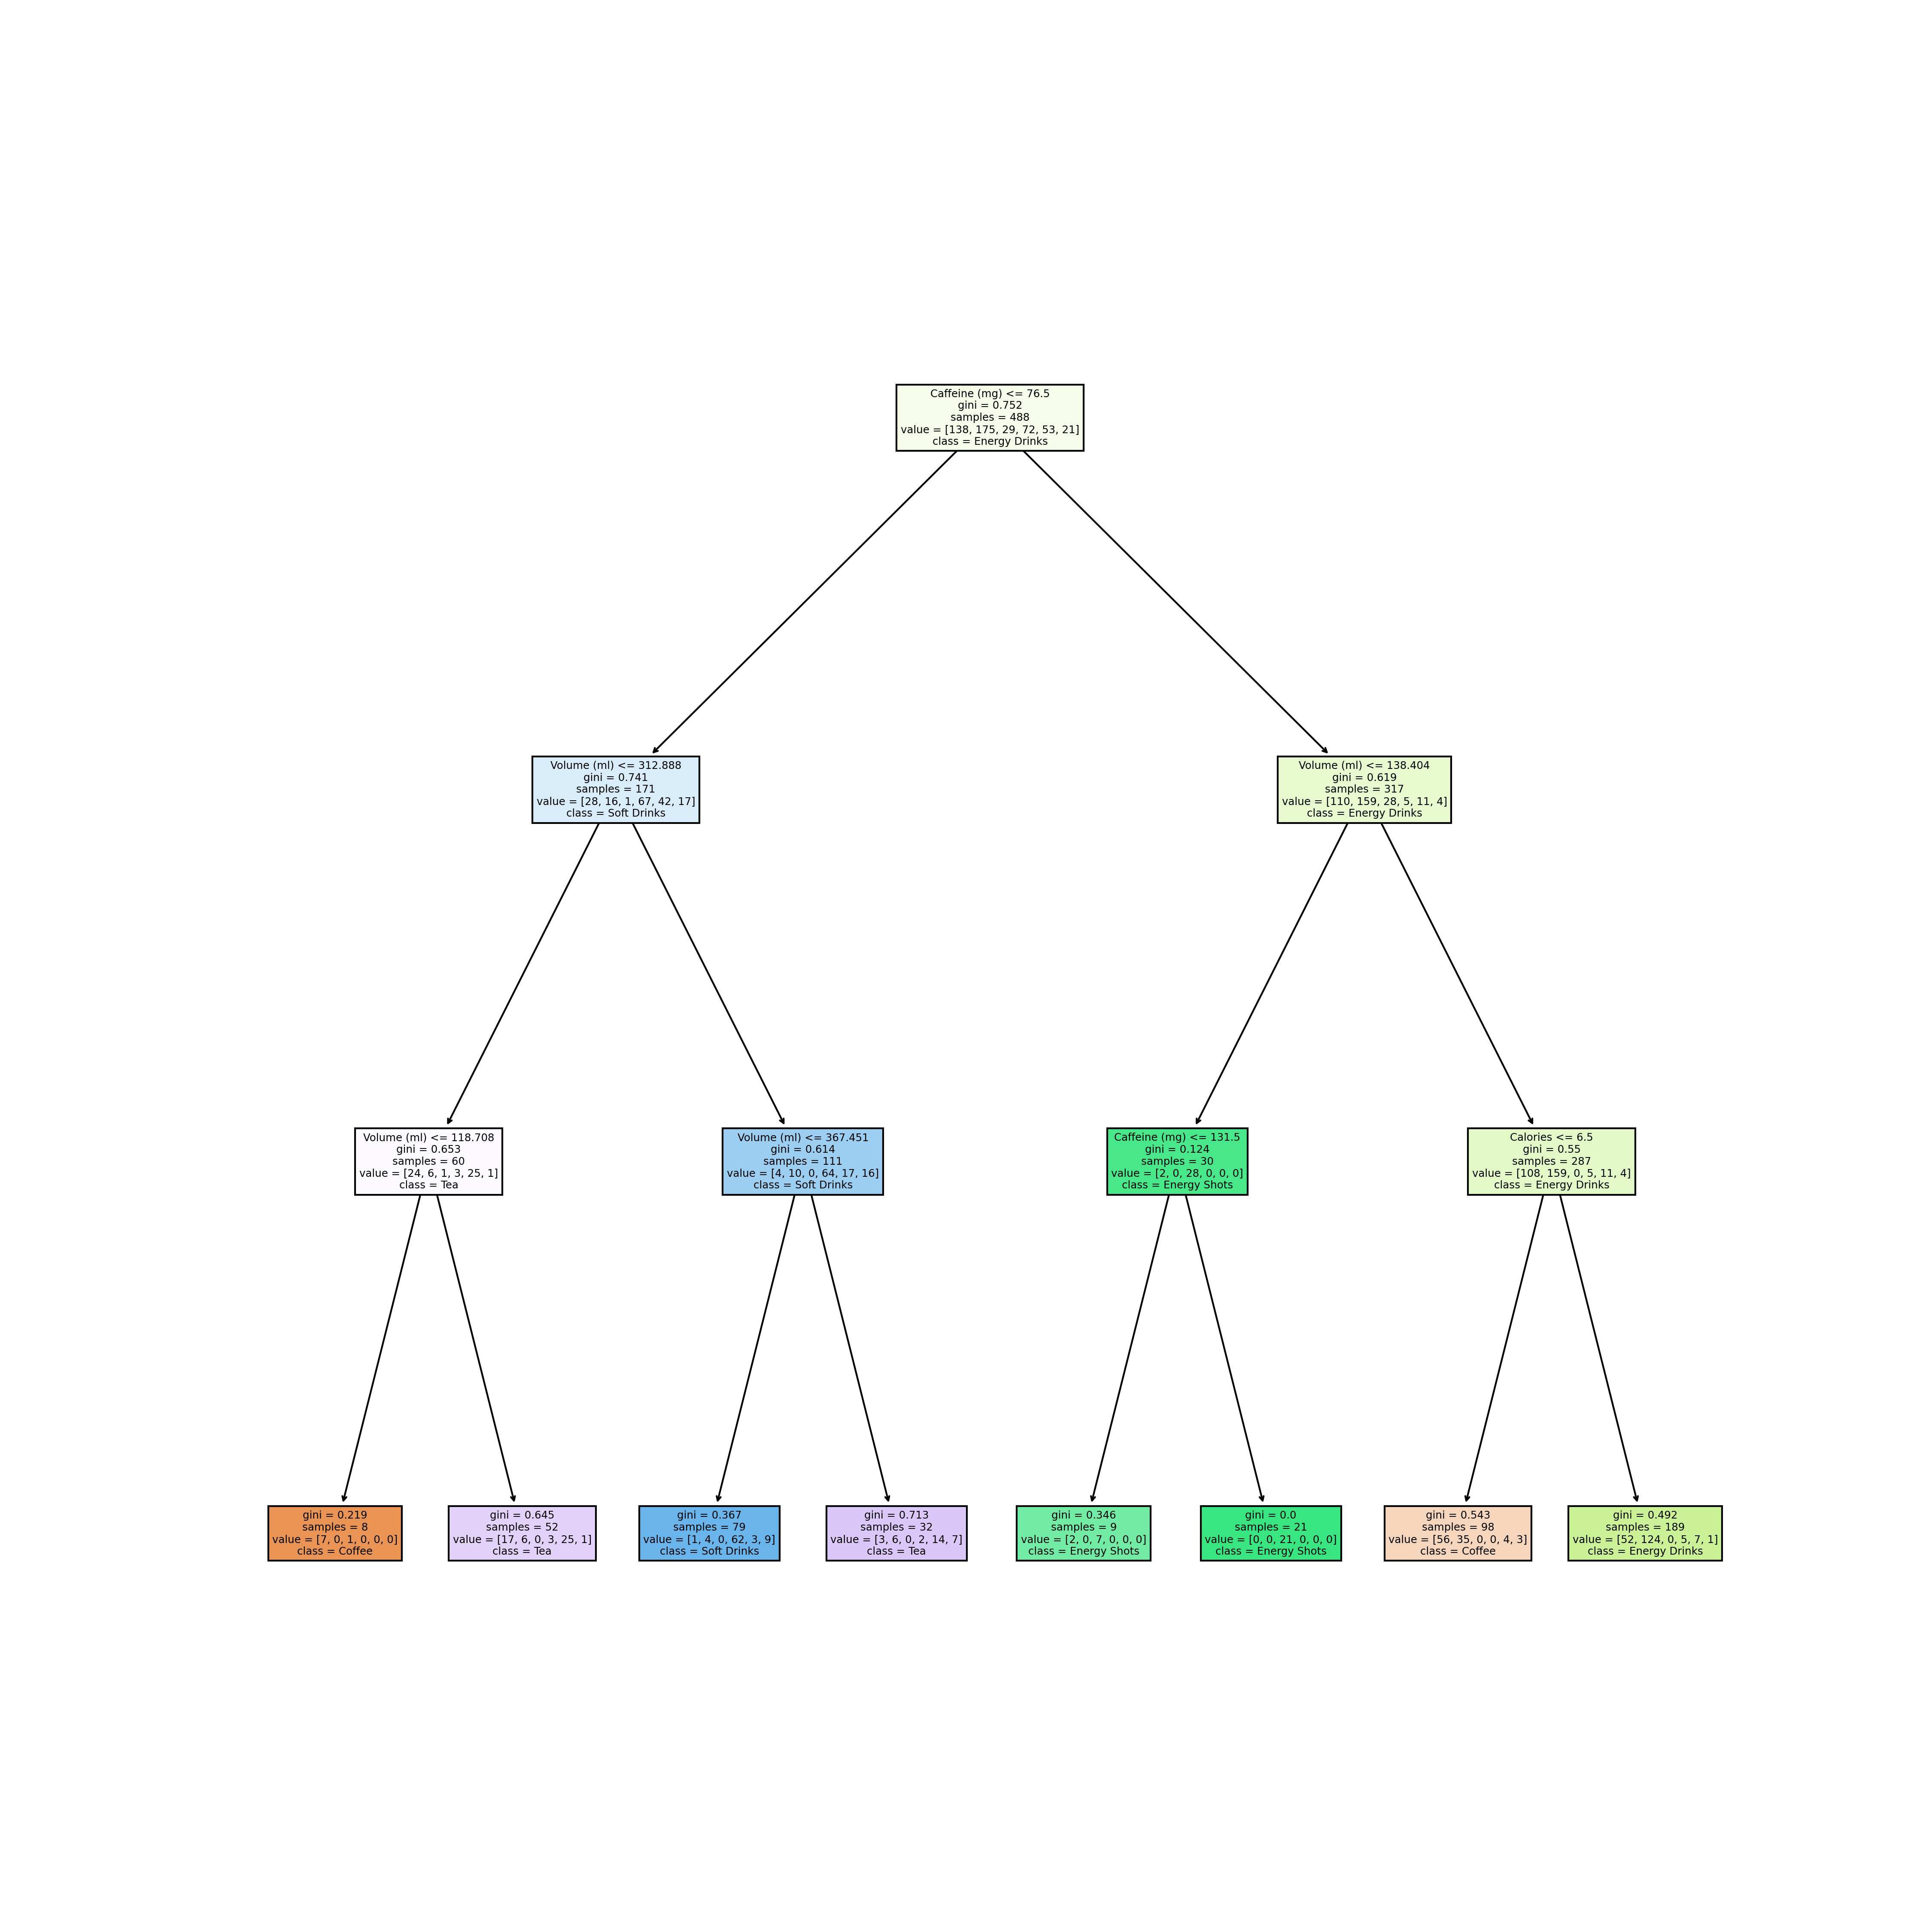 Caffeine (mg) <= 76.5
gini = 0.752
samples = 488
value = [138, 175, 29, 72, 53, 21]
class = Energy Drinks
Volume (ml) <= 312.888
gini = 0.741
samples = 171
value = [28, 16, 1, 67, 42, 17]
class = Soft Drinks
Volume (ml) <= 138.404
gini = 0.619
samples = 317
value = [110, 159, 28, 5, 11, 4]
class = Energy Drinks
Volume (ml) <= 118.708
gini = 0.653
samples = 60
value = [24, 6, 1, 3, 25, 1]
class = Tea
Volume (ml) <= 367.451
gini = 0.614
samples = 111
value = [4, 10, 0, 64, 17, 16]
class = Soft Drinks
Caffeine (mg) <= 131.5
gini = 0.124
samples = 30
value = [2, 0, 28, 0, 0, 0]
class = Energy Shots
Calories <= 6.5
gini = 0.55
samples = 287
value = [108, 159, 0, 5, 11, 4]
class = Energy Drinks
gini = 0.219
samples = 8
value = [7, 0, 1, 0, 0, 0]
class = Coffee
gini = 0.645
samples = 52
value = [17, 6, 0, 3, 25, 1]
class = Tea
gini = 0.367
samples = 79
value = [1, 4, 0, 62, 3, 9]
class = Soft Drinks
gini = 0.713
samples = 32
value = [3, 6, 0, 2, 14, 7]
class = Tea
gini = 0.346
samples = 9
value = [2, 0, 7, 0, 0, 0]
class = Energy Shots
gini = 0.0
samples = 21
value = [0, 0, 21, 0, 0, 0]
class = Energy Shots
gini = 0.543
samples = 98
value = [56, 35, 0, 0, 4, 3]
class = Coffee
gini = 0.492
samples = 189
value = [52, 124, 0, 5, 7, 1]
class = Energy Drinks